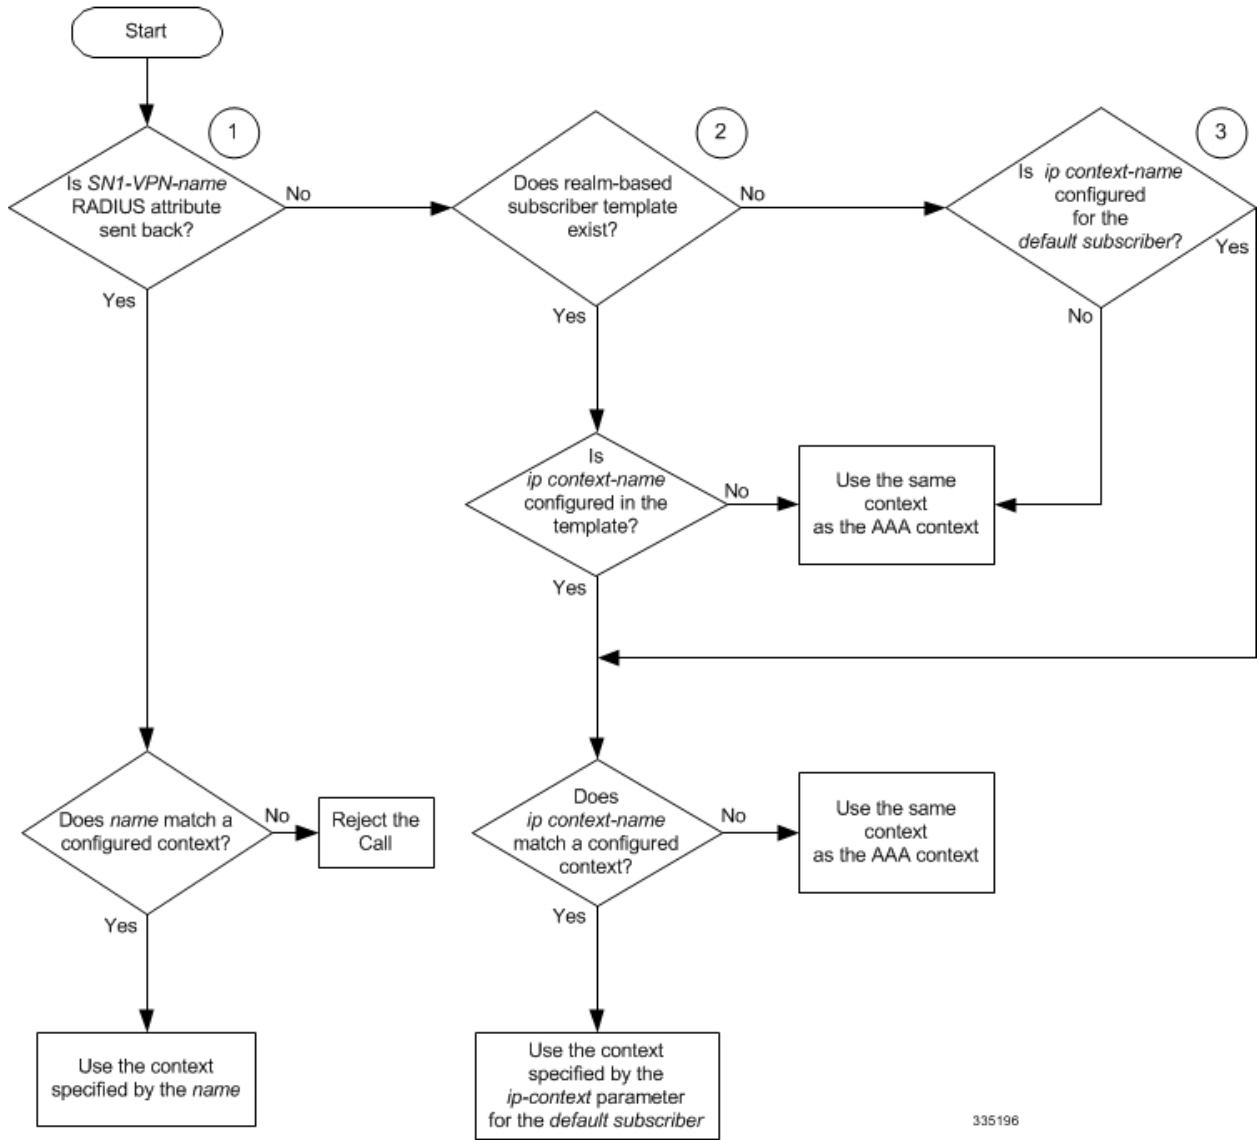 Start
1
2
3
Is SN1-VPN-name
RADIUS attribute
sent back?
No
Does realm-based
subscriber template
exist?
No
Is ip context-name
configured
for the
default subscriber?
Yes
Yes
Yes
No
Is
ip context-name
configured in the
template?
No
Use the same
context
as the AAA context
Yes
Does name match a
configured context?
No
Reject the
Call
Does
ip context-name
match a configured
context?
No
Use the same
context
as the AAA context
Yes
Yes
Use the context
specified by the name
Use the context
specified by the
ip-context parameter
for the default subscriber
335196